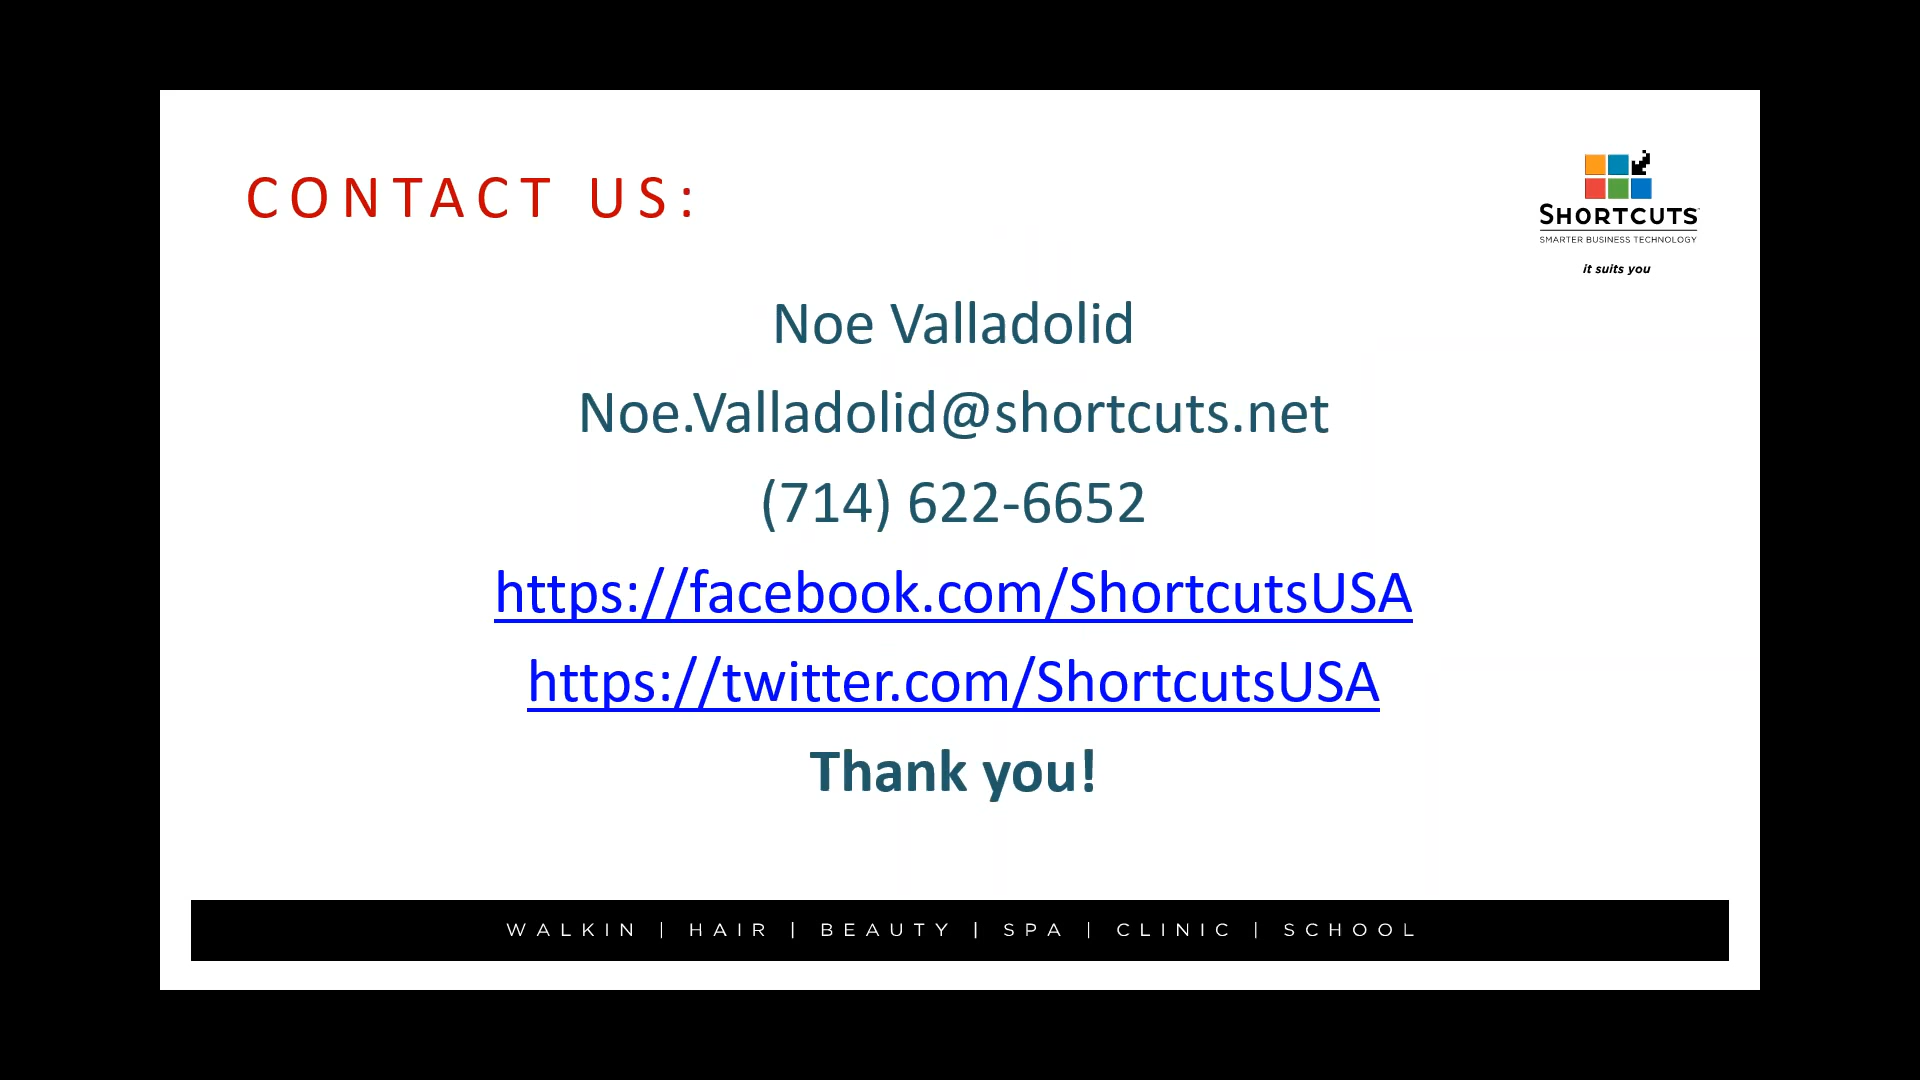 CONTACT US:
SHORTCUTS
SMARTER BUSINESS TECHNOLOGY
it suits you
Noe Valladolid
Noe.Valladolid@shortcuts.net
(714) 622-6652
https://facebook.com/ShortcutsUSA
https://twitter.com/ShortcutsUSA
Thank you!
WALKIN | HAIR | BEAUTY | SPA | CLINIC | SCHOOL